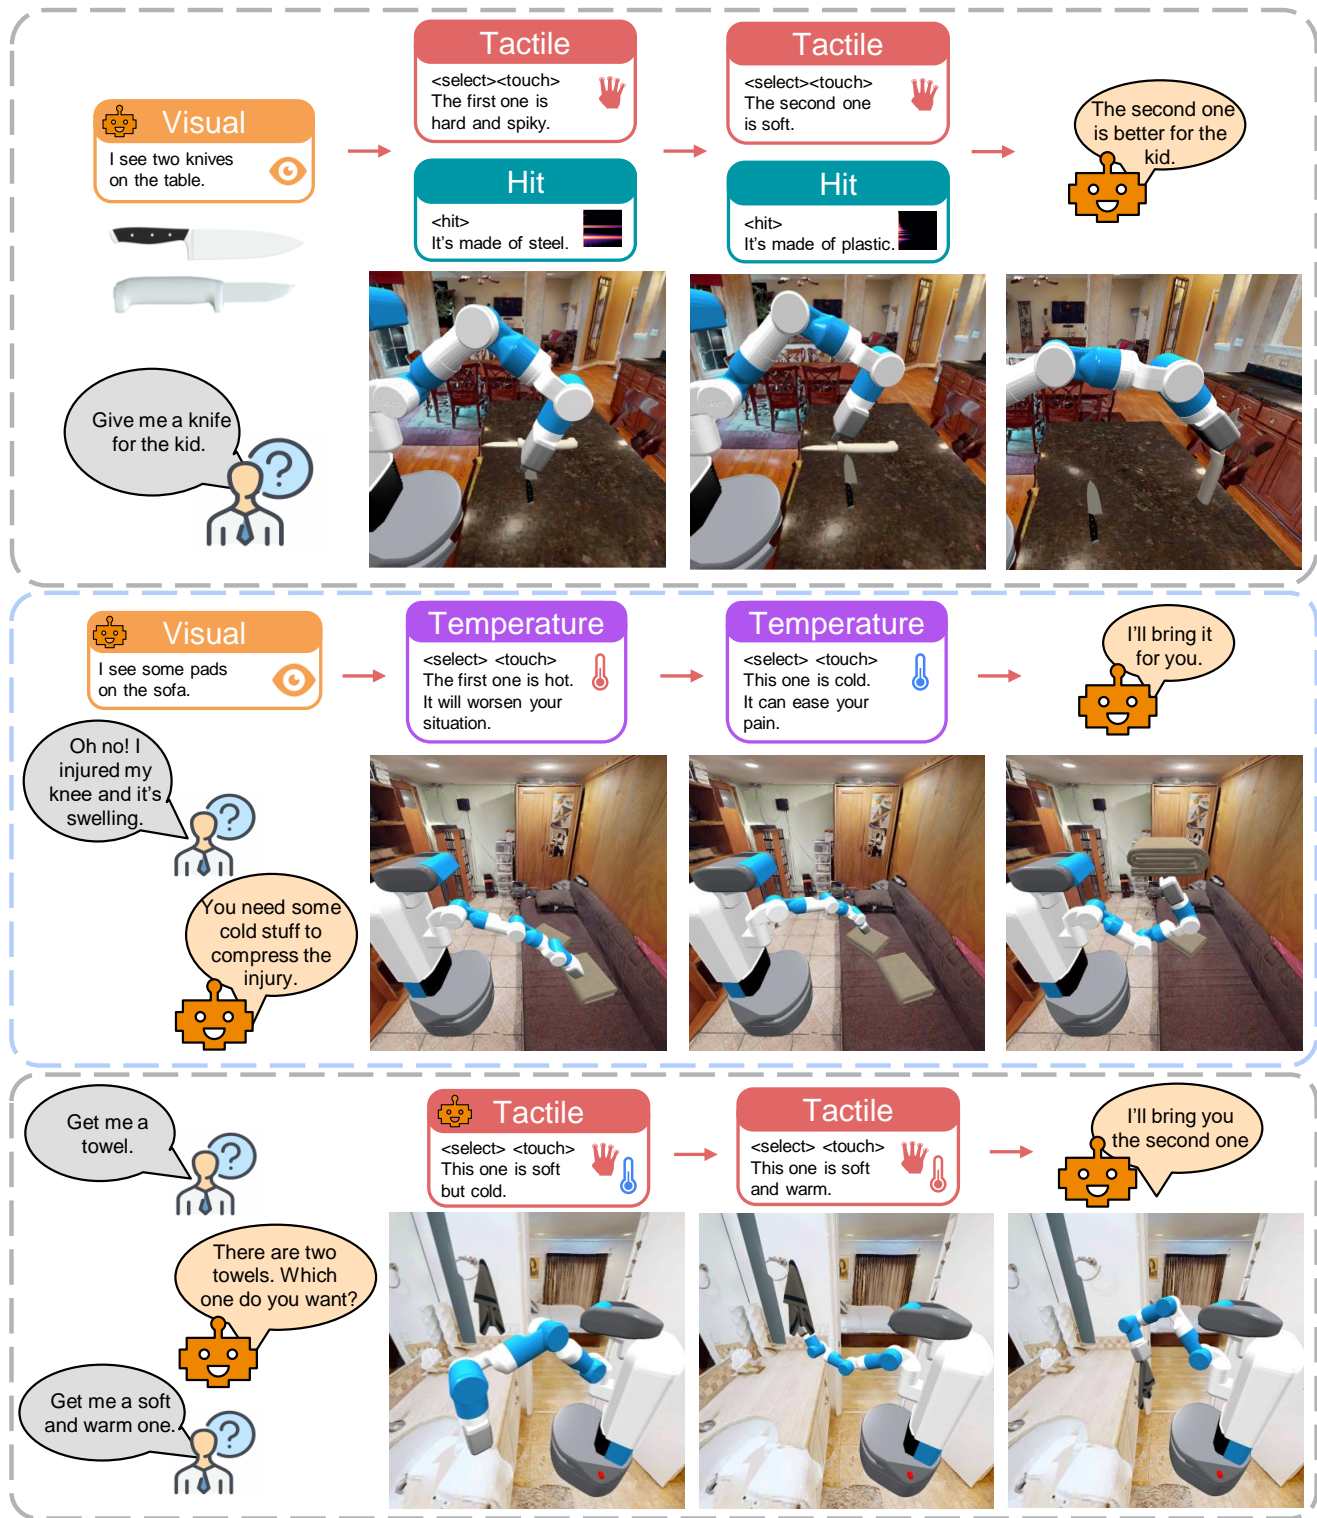 Visual
I see two knives
on the table.
Give me a knife
for the kid.
Tactile
<select><touch>
The first one is
hard and spiky.
Hit
<hit>
It's made of steel.
Tactile
<select><touch>
The second one
is soft.
Hit
<hit>
It's made of plastic.
The second one
is better for the
kid.
Visual
I see some pads
on the sofa.
Oh no! I
injured my
knee and it's
swelling.
You need some
cold stuff to
compress the
injury.
Temperature
<select> <touch>
The first one is hot.
It will worsen your
situation.
Temperature
<select> <touch>
This one is cold.
It can ease your
pain.
I'll bring it
for you.
Get me a
towel.
There are two
towels. Which
one do you want?
Get me a soft
and warm one.
Tactile
<select> <touch>
This one is soft
but cold.
Tactile
<select> <touch>
This one is soft
and warm.
I'll bring you
the second one